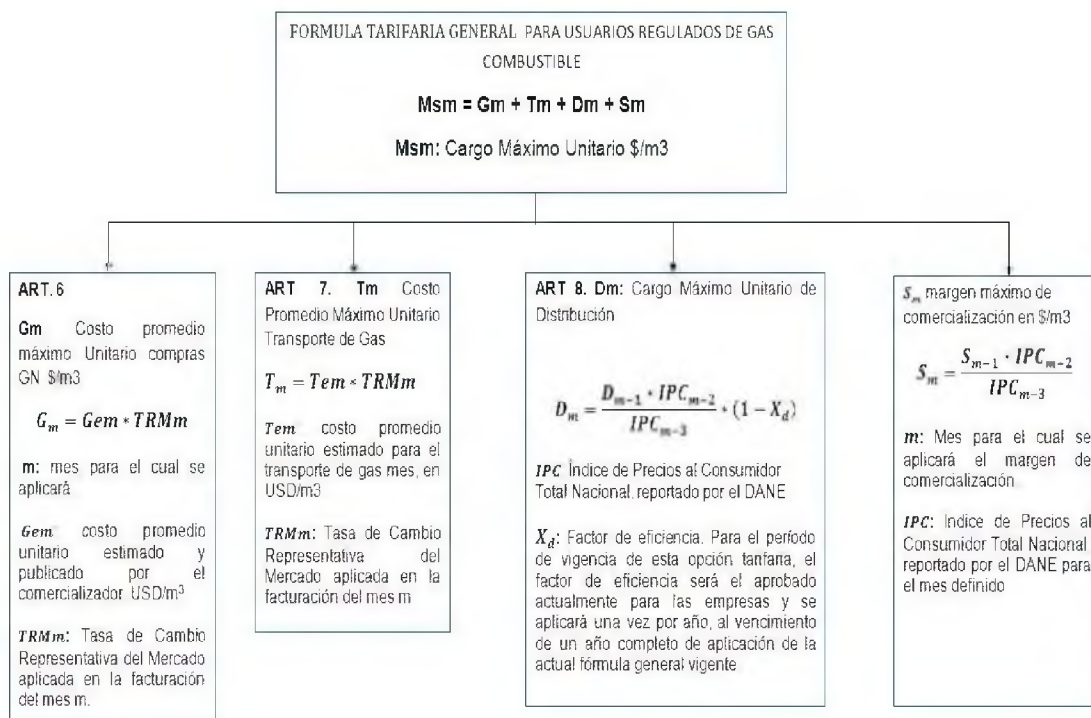 FORMULA TARIFARIA GENERAL PARA USUARIOS REGULADOS DE GAS
COMBUSTIBLE
Msm = Gm + Tm + Dm + Sm
Msm: Cargo Máximo Unitario $/m3
ART. 6
Gm Costo promedio
máximo Unitario compras
GN $/m3
G_m = Gem * TRMm
m: mes para el cual se
aplicará
Gem costo promedio
unitario estimado y
publicado por el
comercializador USD/m³
TRMm: Tasa de Cambio
Representativa del Mercado
aplicada en la facturación
del mes m.
ART 7. Tm Costo
Promedio Máximo Unitario
Transporte de Gas
T_m = Tem * TRMm
Tem costo promedio
unitario estimado para el
transporte de gas mes, en
USD/m3
TRMm: Tasa de Cambio
Representativa del
Mercado aplicada en la
facturación del mes m
ART 8. Dm: Cargo Máximo Unitario de
Distribución
D_m = (D_{m-1} * IPC_{m-2}) / IPC_{m-3} * (1 - X_d)
IPC Índice de Precios al Consumidor
Total Nacional, reportado por el DANE
X_d: Factor de eficiencia. Para el período
de vigencia de esta opción tarifaria, el
factor de eficiencia será el aprobado
actualmente para las empresas y se
aplicará una vez por año, al vencimiento
de un año completo de aplicación de la
actual fórmula general vigente
S_m margen máximo de
comercialización en $/m3
S_m = (S_{m-1} · IPC_{m-2}) / IPC_{m-3}
m: Mes para el cual se
aplicará el margen de
comercialización
IPC: Indice de Precios al
Consumidor Total Nacional
reportado por el DANE para
el mes definido